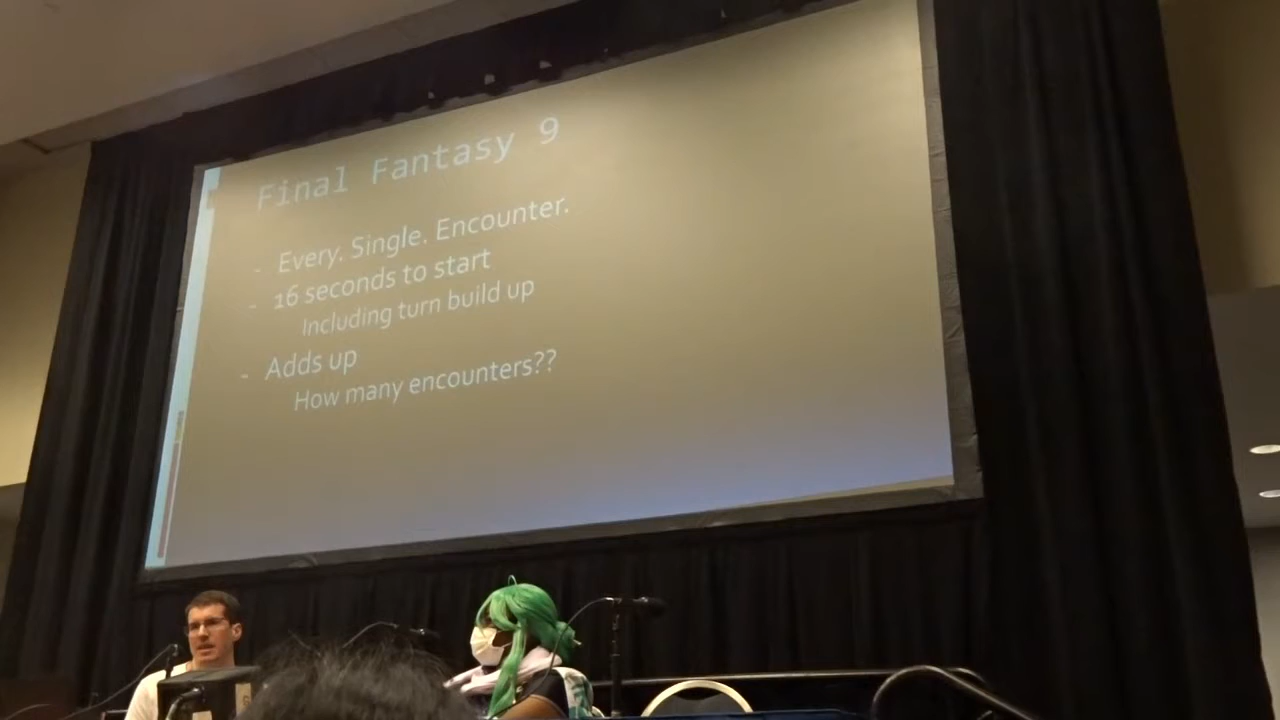 Final Fantasy 9
- Every. Single. Encounter.
- 16 seconds to start
Including turn build up
- Adds up
How many encounters??